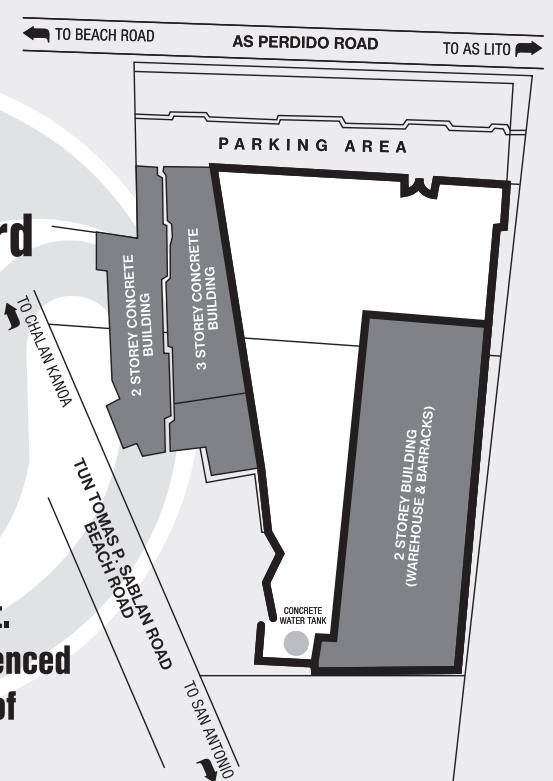 TO BEACH ROAD
AS PERDIDO ROAD
TO AS LITO
PARKING AREA
rd
2 STOREY CONCRETE
BUILDING
3 STOREY CONCRETE
BUILDING
TO CHALAN KANOA
2 STOREY BUILDING
(WAREHOUSE & BARRACKS)
TUN TOMAS P. SABLAN ROAD
BEACH ROAD
CONCRETE
WATER TANK
t.
enced
of
TO SAN ANTONIO